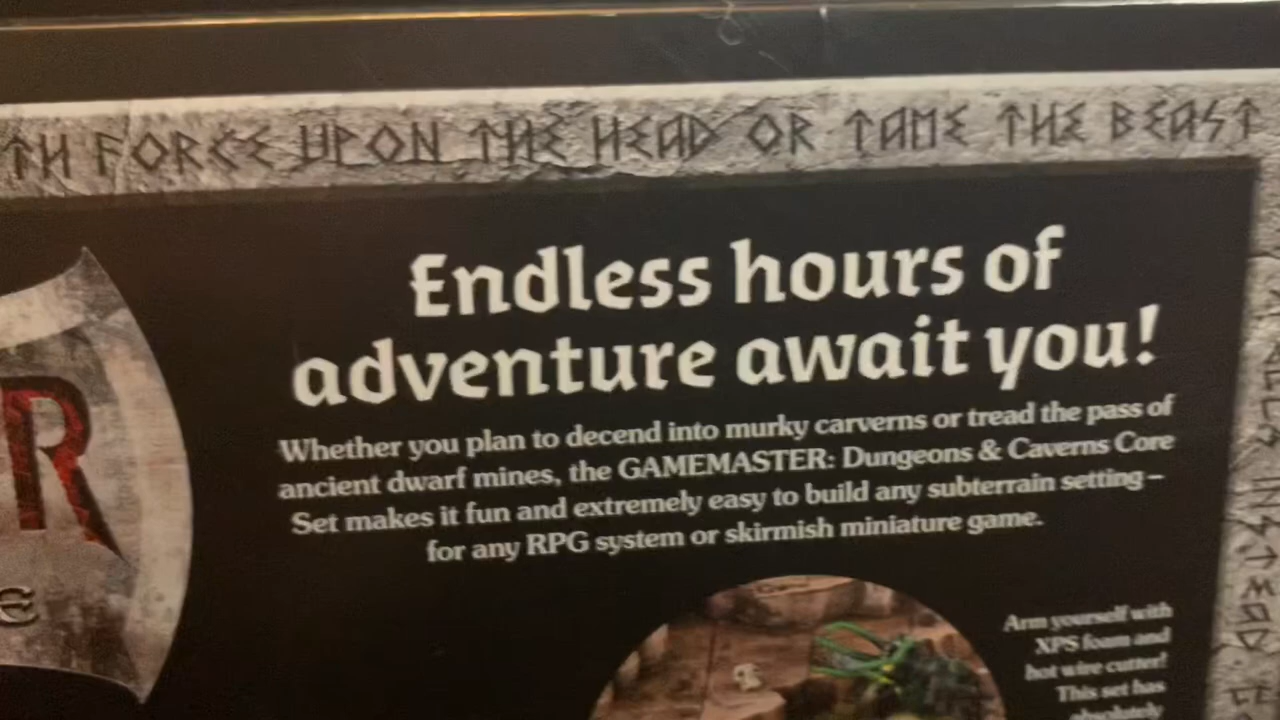 FORCE UPON THE HEAD OR TAME THE BEAST
Endless hours of
adventure await you!
Whether you plan to decend into murky carverns or tread the pass of
ancient dwarf mines, the GAMEMASTER: Dungeons & Caverns Core
Set makes it fun and extremely easy to build any subterrain setting –
for any RPG system or skirmish miniature game.
Arm yourself with
XPS foam and
hot wire cutter!
This set has
absolutely
INSTEAD.